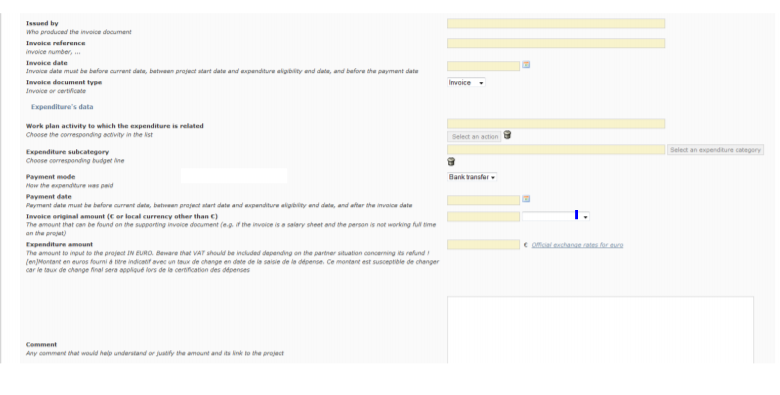 Issued by
Who produced the invoice document
Invoice reference
invoice number, ...
Invoice date
Invoice date must be before current date, between project start date and expenditure eligibility end date, and before the payment date
Invoice document type
Invoice
Invoice or certificate
Expenditure's data
Work plan activity to which the expenditure is related
Choose the corresponding activity in the list
Select an action
Expenditure subcategory
Select an expenditure category
Choose corresponding budget line
Payment mode
Bank transfer
How the expenditure was paid
Payment date
Payment date must be before current date, between project start date and expenditure eligibility end date, and after the invoice date
Invoice original amount (€ or local currency other than €)
The amount that can be found on the supporting invoice document (e.g. if the invoice is a salary sheet and the person is not working full time
on the projet)
Expenditure amount
€ Official exchange rates for euro
The amount to input to the project IN EURO. Beware that VAT should be included depending on the partner situation concerning its refund !
[en]Montant en euros fourni à titre indicatif avec un taux de change en date de la saisie de la dépense. Ce montant est susceptible de changer
car le taux de change final sera appliqué lors de la certification des dépenses
Comment
Any comment that would help understand or justify the amount and its link to the project